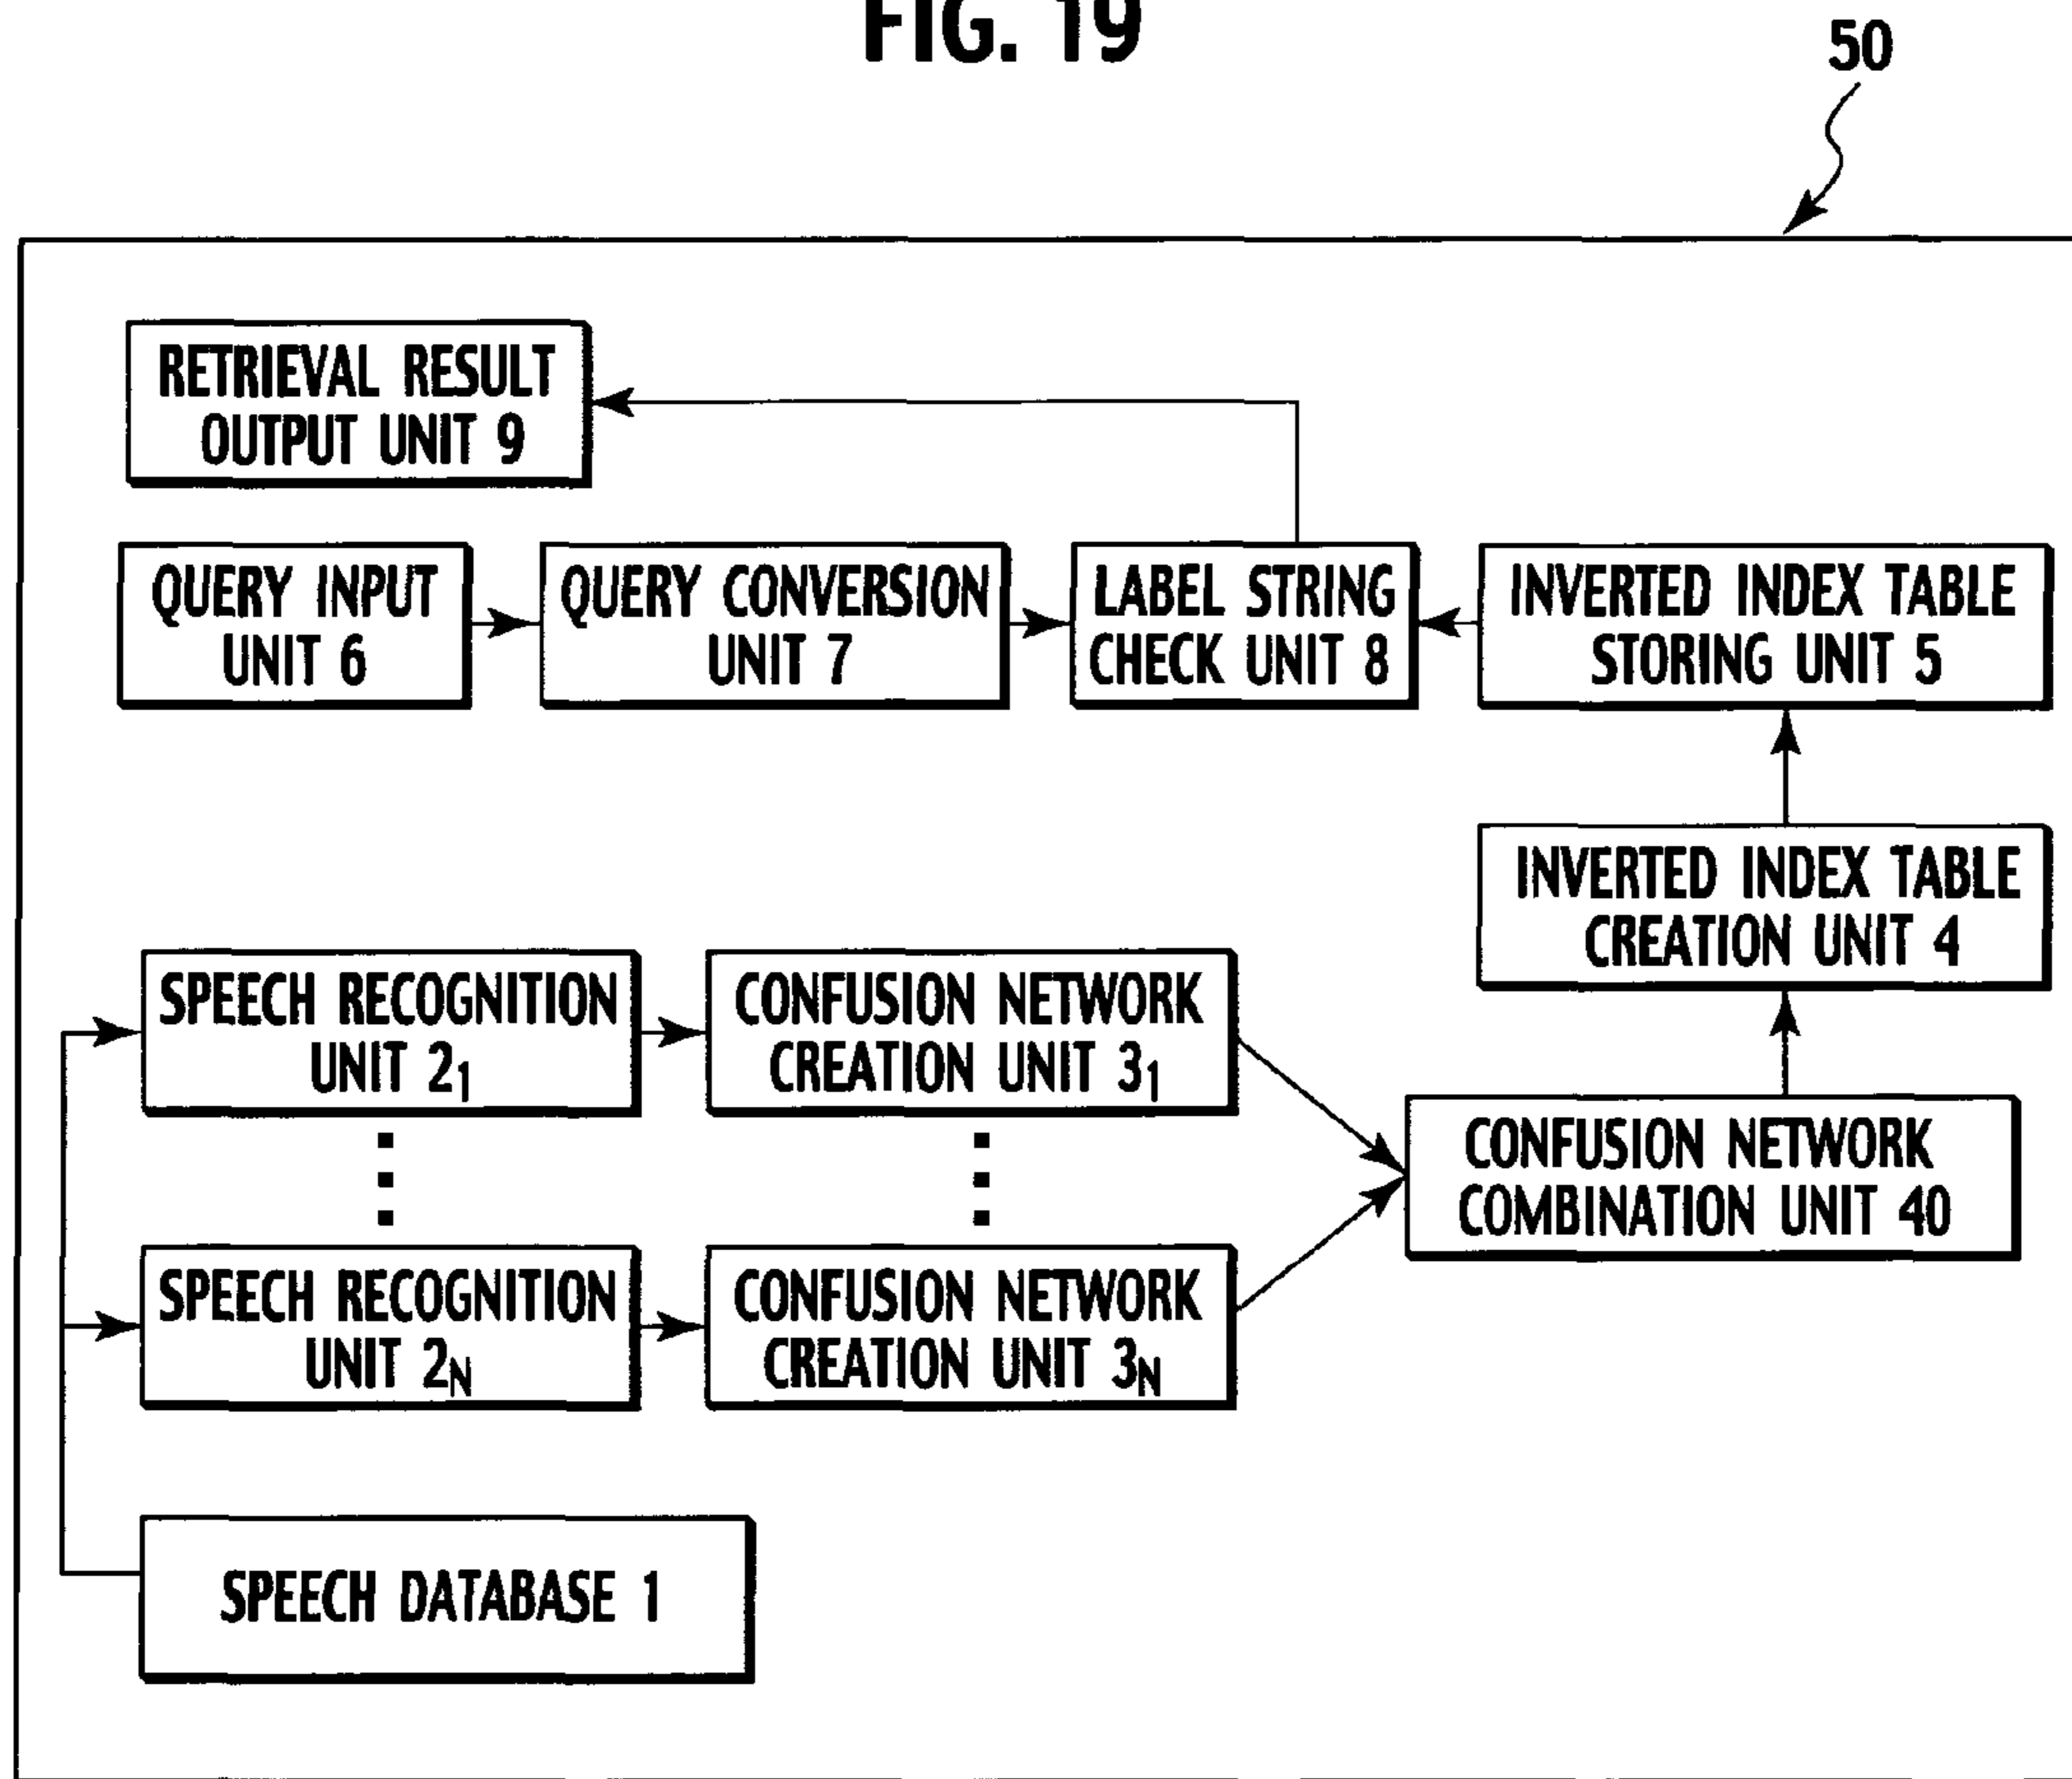 FIG. 19
50
RETRIEVAL RESULT
OUTPUT UNIT 9
QUERY INPUT
UNIT 6
QUERY CONVERSION
UNIT 7
LABEL STRING
CHECK UNIT 8
INVERTED INDEX TABLE
STORING UNIT 5
INVERTED INDEX TABLE
CREATION UNIT 4
SPEECH RECOGNITION
UNIT 2₁
CONFUSION NETWORK
CREATION UNIT 3₁
CONFUSION NETWORK
COMBINATION UNIT 40
SPEECH RECOGNITION
UNIT 2N
CONFUSION NETWORK
CREATION UNIT 3N
SPEECH DATABASE 1